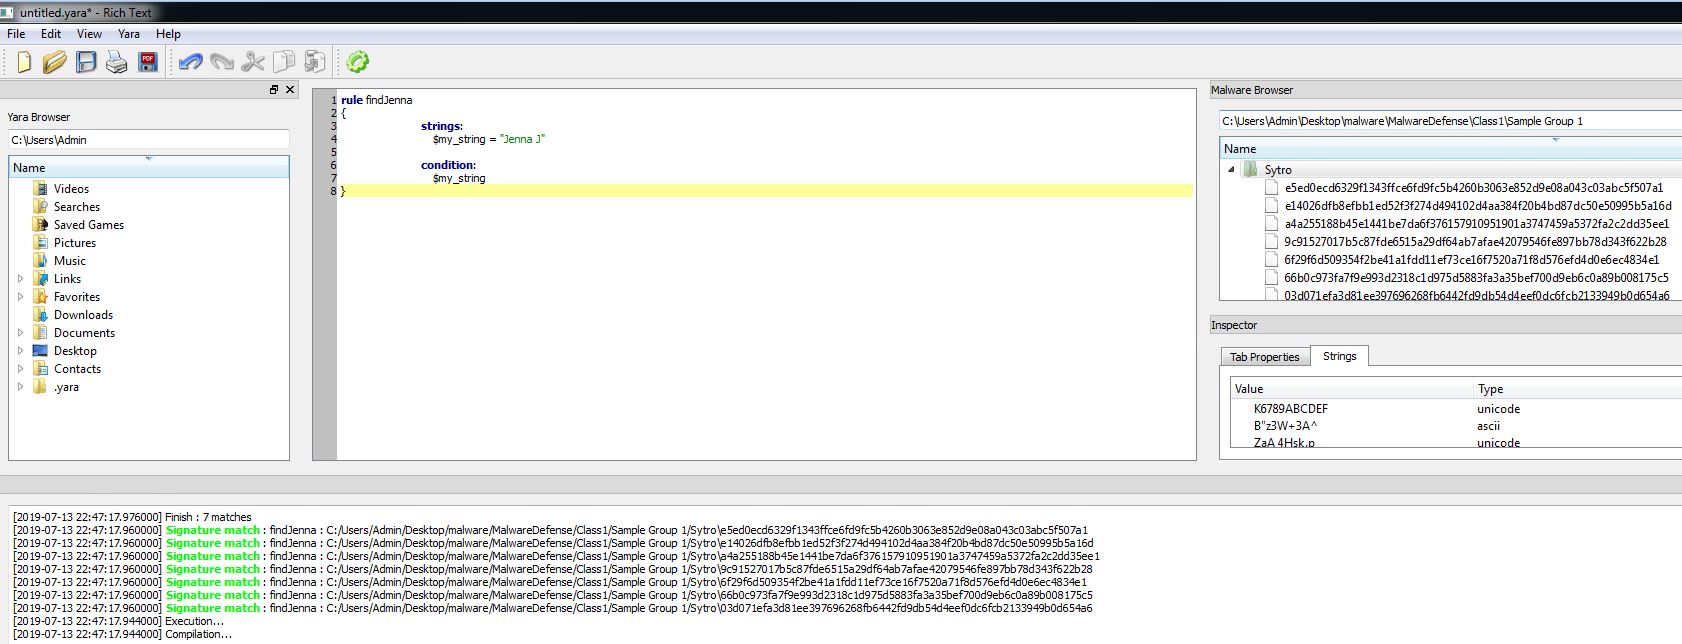 untitled.yara* - Rich Text
File Edit View Yara Help
PDF
Yara Browser
C:\Users\Admin
Name
Videos
Searches
Saved Games
Pictures
Music
Links
Favorites
Downloads
Documents
Desktop
Contacts
.yara
1 rule findJenna
2 {
3 strings:
4 $my_string = "Jenna J"
5
6 condition:
7 $my_string
8 }
Malware Browser
C:\Users\Admin\Desktop\malware\MalwareDefense\Class1\Sample Group 1
Name
Sytro
e5ed0ecd6329f1343ffce6fd9fc5b4260b3063e852d9e08a043c03abc5f507a1
e14026dfb8efbb1ed52f3f274d494102d4aa384f20b4bd87dc50e50995b5a16d
a4a255188b45e1441be7da6f376157910951901a3747459a5372fa2c2dd35ee1
9c91527017b5c87fde6515a29df64ab7afae42079546fe897bb78d343f622b28
6f29f6d509354f2be41a1fdd11ef73ce16f7520a71f8d576efd4d0e6ec4834e1
66b0c973fa7f9e993d2318c1d975d5883fa3a35bef700d9eb6c0a89b008175c5
03d071efa3d81ee397696268fb6442fd9db54d4eef0dc6fcb2133949b0d654a6
Inspector
Tab Properties Strings
Value Type
K6789ABCDEF unicode
B"z3W+3A^ ascii
ZaA 4Hsk,p unicode
[2019-07-13 22:47:17.976000] Finish : 7 matches
[2019-07-13 22:47:17.960000] Signature match : findJenna : C:/Users/Admin/Desktop/malware/MalwareDefense/Class1/Sample Group 1/Sytro\e5ed0ecd6329f1343ffce6fd9fc5b4260b3063e852d9e08a043c03abc5f507a1
[2019-07-13 22:47:17.960000] Signature match : findJenna : C:/Users/Admin/Desktop/malware/MalwareDefense/Class1/Sample Group 1/Sytro\e14026dfb8efbb1ed52f3f274d494102d4aa384f20b4bd87dc50e50995b5a16d
[2019-07-13 22:47:17.960000] Signature match : findJenna : C:/Users/Admin/Desktop/malware/MalwareDefense/Class1/Sample Group 1/Sytro\a4a255188b45e1441be7da6f376157910951901a3747459a5372fa2c2dd35ee1
[2019-07-13 22:47:17.960000] Signature match : findJenna : C:/Users/Admin/Desktop/malware/MalwareDefense/Class1/Sample Group 1/Sytro\9c91527017b5c87fde6515a29df64ab7afae42079546fe897bb78d343f622b28
[2019-07-13 22:47:17.960000] Signature match : findJenna : C:/Users/Admin/Desktop/malware/MalwareDefense/Class1/Sample Group 1/Sytro\6f29f6d509354f2be41a1fdd11ef73ce16f7520a71f8d576efd4d0e6ec4834e1
[2019-07-13 22:47:17.960000] Signature match : findJenna : C:/Users/Admin/Desktop/malware/MalwareDefense/Class1/Sample Group 1/Sytro\66b0c973fa7f9e993d2318c1d975d5883fa3a35bef700d9eb6c0a89b008175c5
[2019-07-13 22:47:17.960000] Signature match : findJenna : C:/Users/Admin/Desktop/malware/MalwareDefense/Class1/Sample Group 1/Sytro\03d071efa3d81ee397696268fb6442fd9db54d4eef0dc6fcb2133949b0d654a6
[2019-07-13 22:47:17.944000] Execution...
[2019-07-13 22:47:17.944000] Compilation...